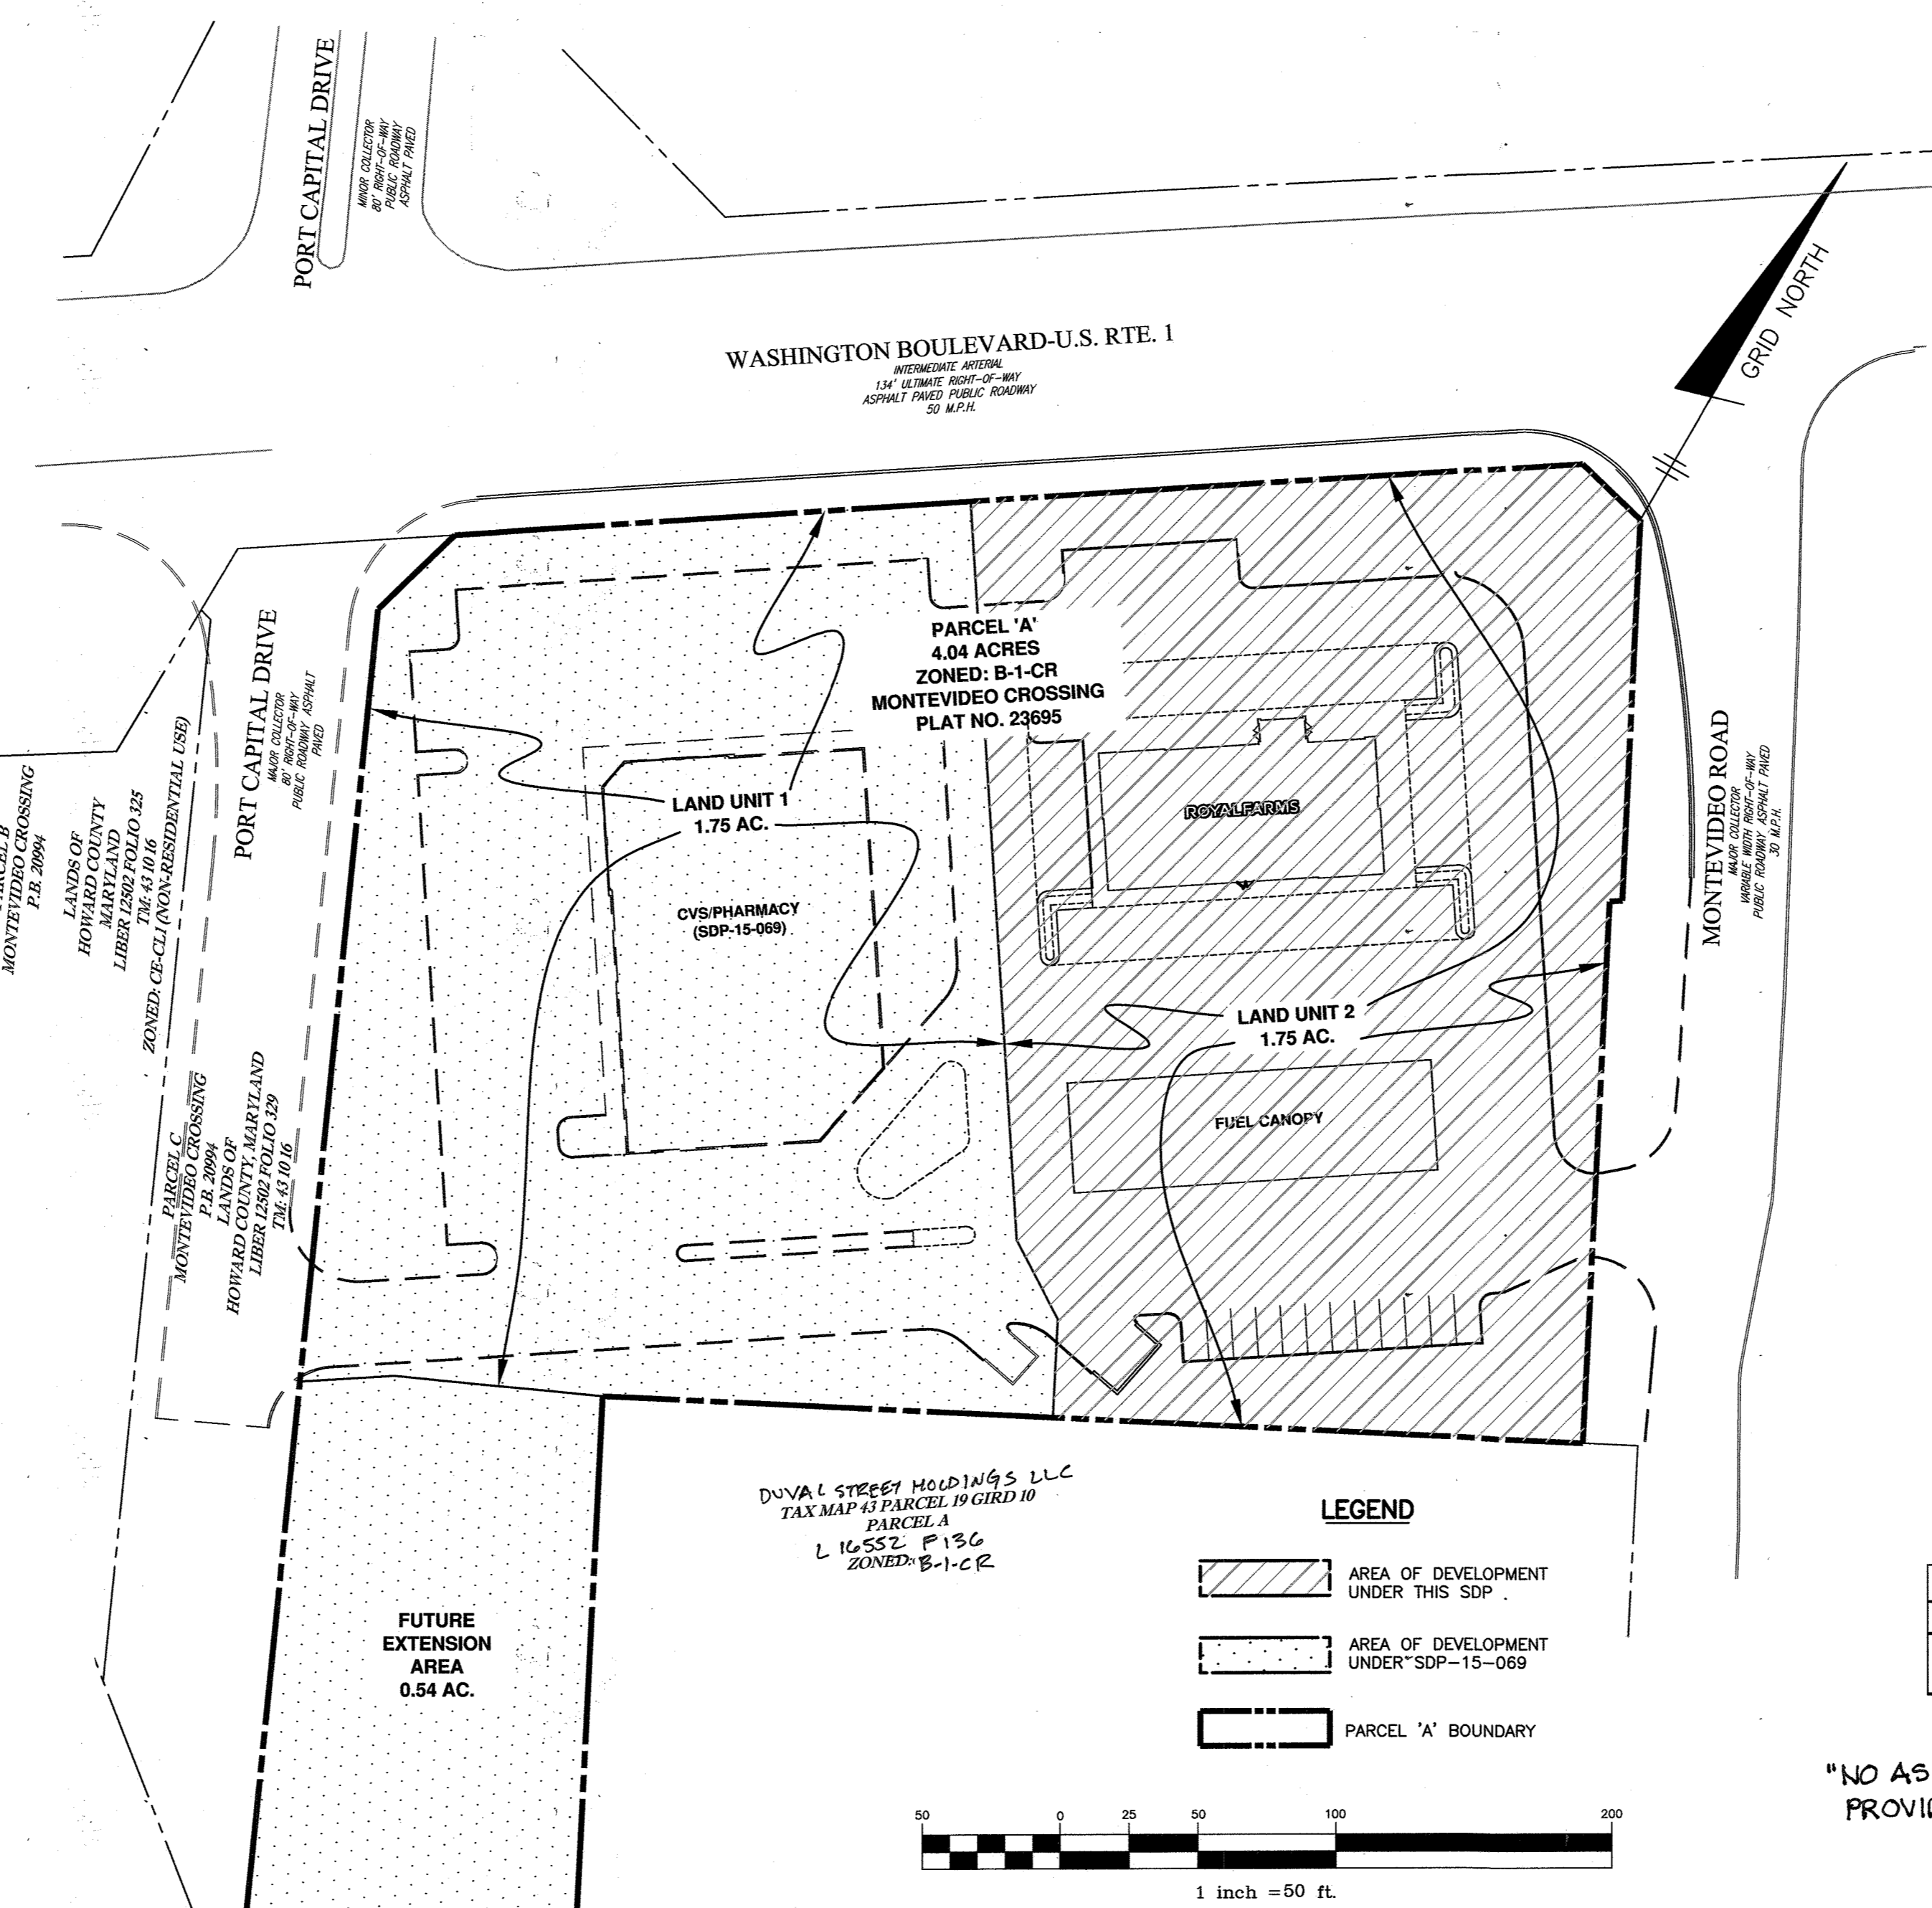 PORT CAPITAL DRIVE
MINOR COLLECTOR
80' RIGHT-OF-WAY
PUBLIC ROADWAY
ASPHALT PAVED
WASHINGTON BOULEVARD-U.S. RTE. 1
INTERMEDIATE ARTERIAL
134' ULTIMATE RIGHT-OF-WAY
ASPHALT PAVED PUBLIC ROADWAY
50 M.P.H.
GRID NORTH
PARCEL 'A'
4.04 ACRES
ZONED: B-1-CR
MONTEVIDEO CROSSING
PLAT NO. 23695
PORT CAPITAL DRIVE
MAJOR COLLECTOR
80' RIGHT-OF-WAY
PUBLIC ROADWAY ASPHALT
PAVED
MONTEVIDEO ROAD
MAJOR COLLECTOR
VARIABLE WIDTH RIGHT-OF-WAY
PUBLIC ROADWAY ASPHALT PAVED
30 M.P.H.
PARCEL B
MONTEVIDEO CROSSING
P.B. 20994
LANDS OF
HOWARD COUNTY
MARYLAND
LIBER 12502 FOLIO 325
TM: 43 10 16
ZONED: CE-CL1 (NON-RESIDENTIAL USE)
LAND UNIT 1
1.75 AC.
ROYALFARMS
CVS/PHARMACY
(SDP-15-069)
LAND UNIT 2
1.75 AC.
FUEL CANOPY
PARCEL C
MONTEVIDEO CROSSING
P.B. 20994
LANDS OF
HOWARD COUNTY, MARYLAND
LIBER 12502 FOLIO 329
TM: 43 10 16
DUVAL STREET HOLDINGS LLC
TAX MAP 43 PARCEL 19 GIRD 10
PARCEL A
L 16552 F136
ZONED: B-1-CR
FUTURE
EXTENSION
AREA
0.54 AC.
LEGEND
AREA OF DEVELOPMENT
UNDER THIS SDP .
AREA OF DEVELOPMENT
UNDER SDP-15-069
PARCEL 'A' BOUNDARY
"NO AS
PROVI
50 0 25 50 100 200
1 inch =50 ft.